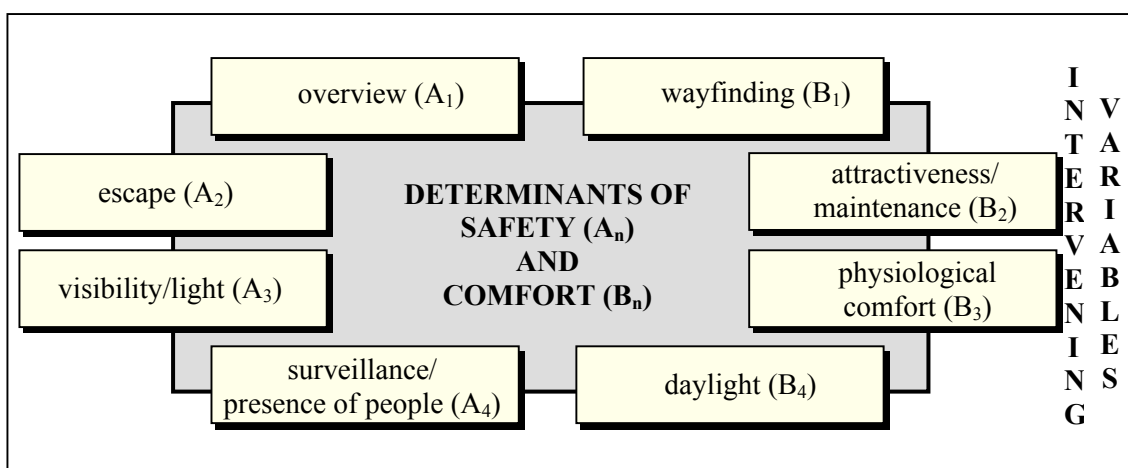 overview (A₁)
wayfinding (B₁)
escape (A₂)
attractiveness/
maintenance (B₂)
DETERMINANTS OF
SAFETY (Aₙ)
AND
COMFORT (Bₙ)
visibility/light (A₃)
physiological
comfort (B₃)
surveillance/
presence of people (A₄)
daylight (B₄)
INTERVENING
VARIABLES